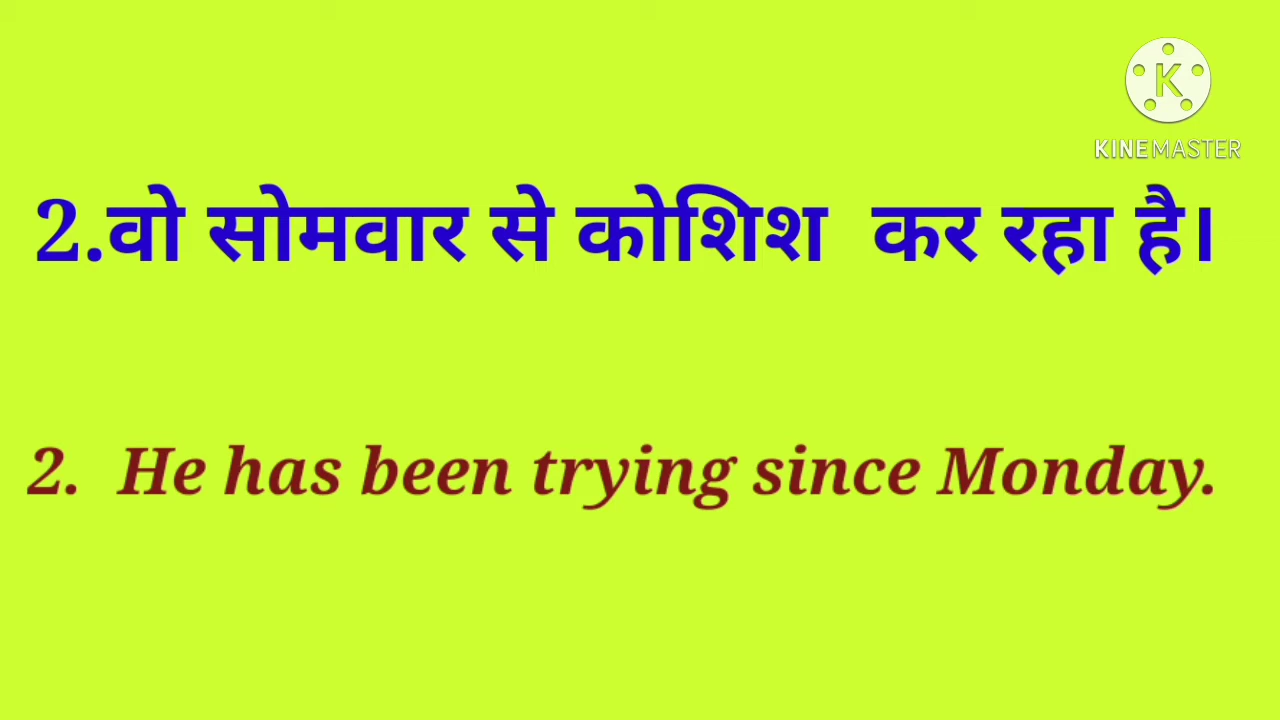 K
KINEMASTER
2.वो सोमवार से कोशिश कर रहा है।
2. He has been trying since Monday.